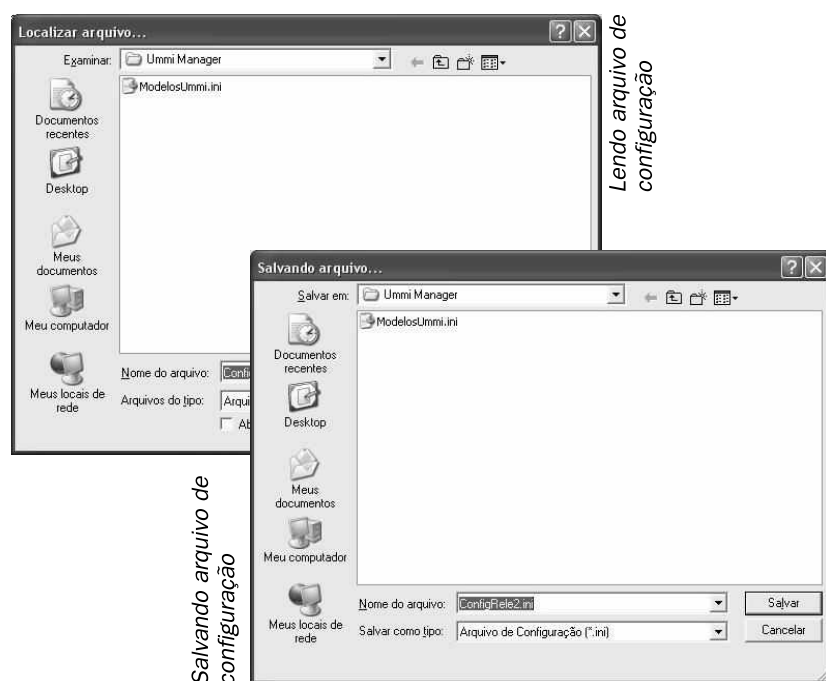 Localizar arquivo...
Examinar:
Ummi Manager
ModelosUmmi.ini
Documentos
recentes
Desktop
Meus
documentos
Meu computador
Meus locais de
rede
Nome do arquivo:
Arquivos do tipo:
Lendo arquivo de
configuração
Salvando arquivo...
Salvar em:
Ummi Manager
ModelosUmmi.ini
Documentos
recentes
Desktop
Meus
documentos
Meu computador
Meus locais de
rede
Nome do arquivo: ConfigRele2.ini
Salvar
Salvar como tipo: Arquivo de Configuração (*.ini)
Cancelar
Salvando arquivo de
configuração